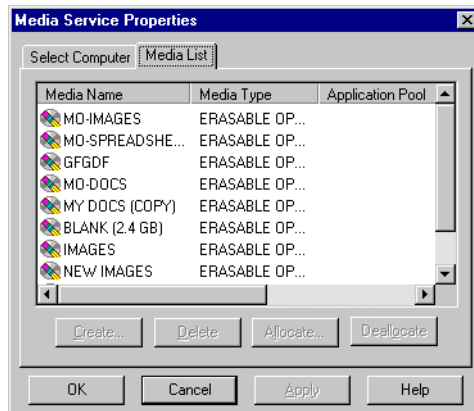 Media Service Properties
Select Computer Media List
Media Name Media Type Application Pool
MO-IMAGES ERASABLE OP...
MO-SPREADSHE... ERASABLE OP...
GFGDF ERASABLE OP...
MO-DOCS ERASABLE OP...
MY DOCS (COPY) ERASABLE OP...
BLANK (2.4 GB) ERASABLE OP...
IMAGES ERASABLE OP...
NEW IMAGES ERASABLE OP...
Create... Delete Allocate... Deallocate
OK Cancel Apply Help